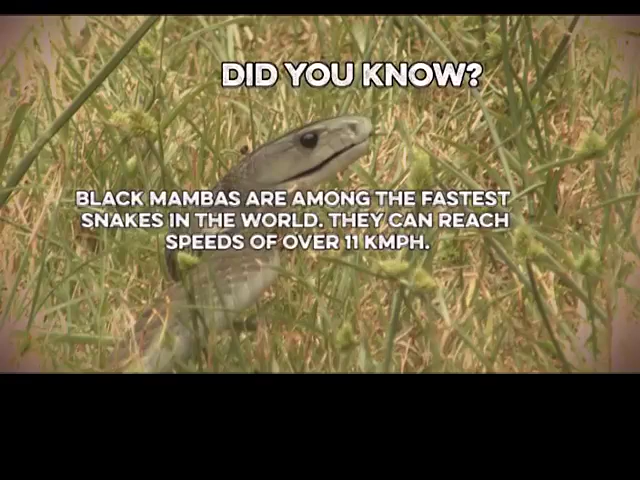 DID YOU KNOW?
BLACK MAMBAS ARE AMONG THE FASTEST
SNAKES IN THE WORLD. THEY CAN REACH
SPEEDS OF OVER 11 KMPH.